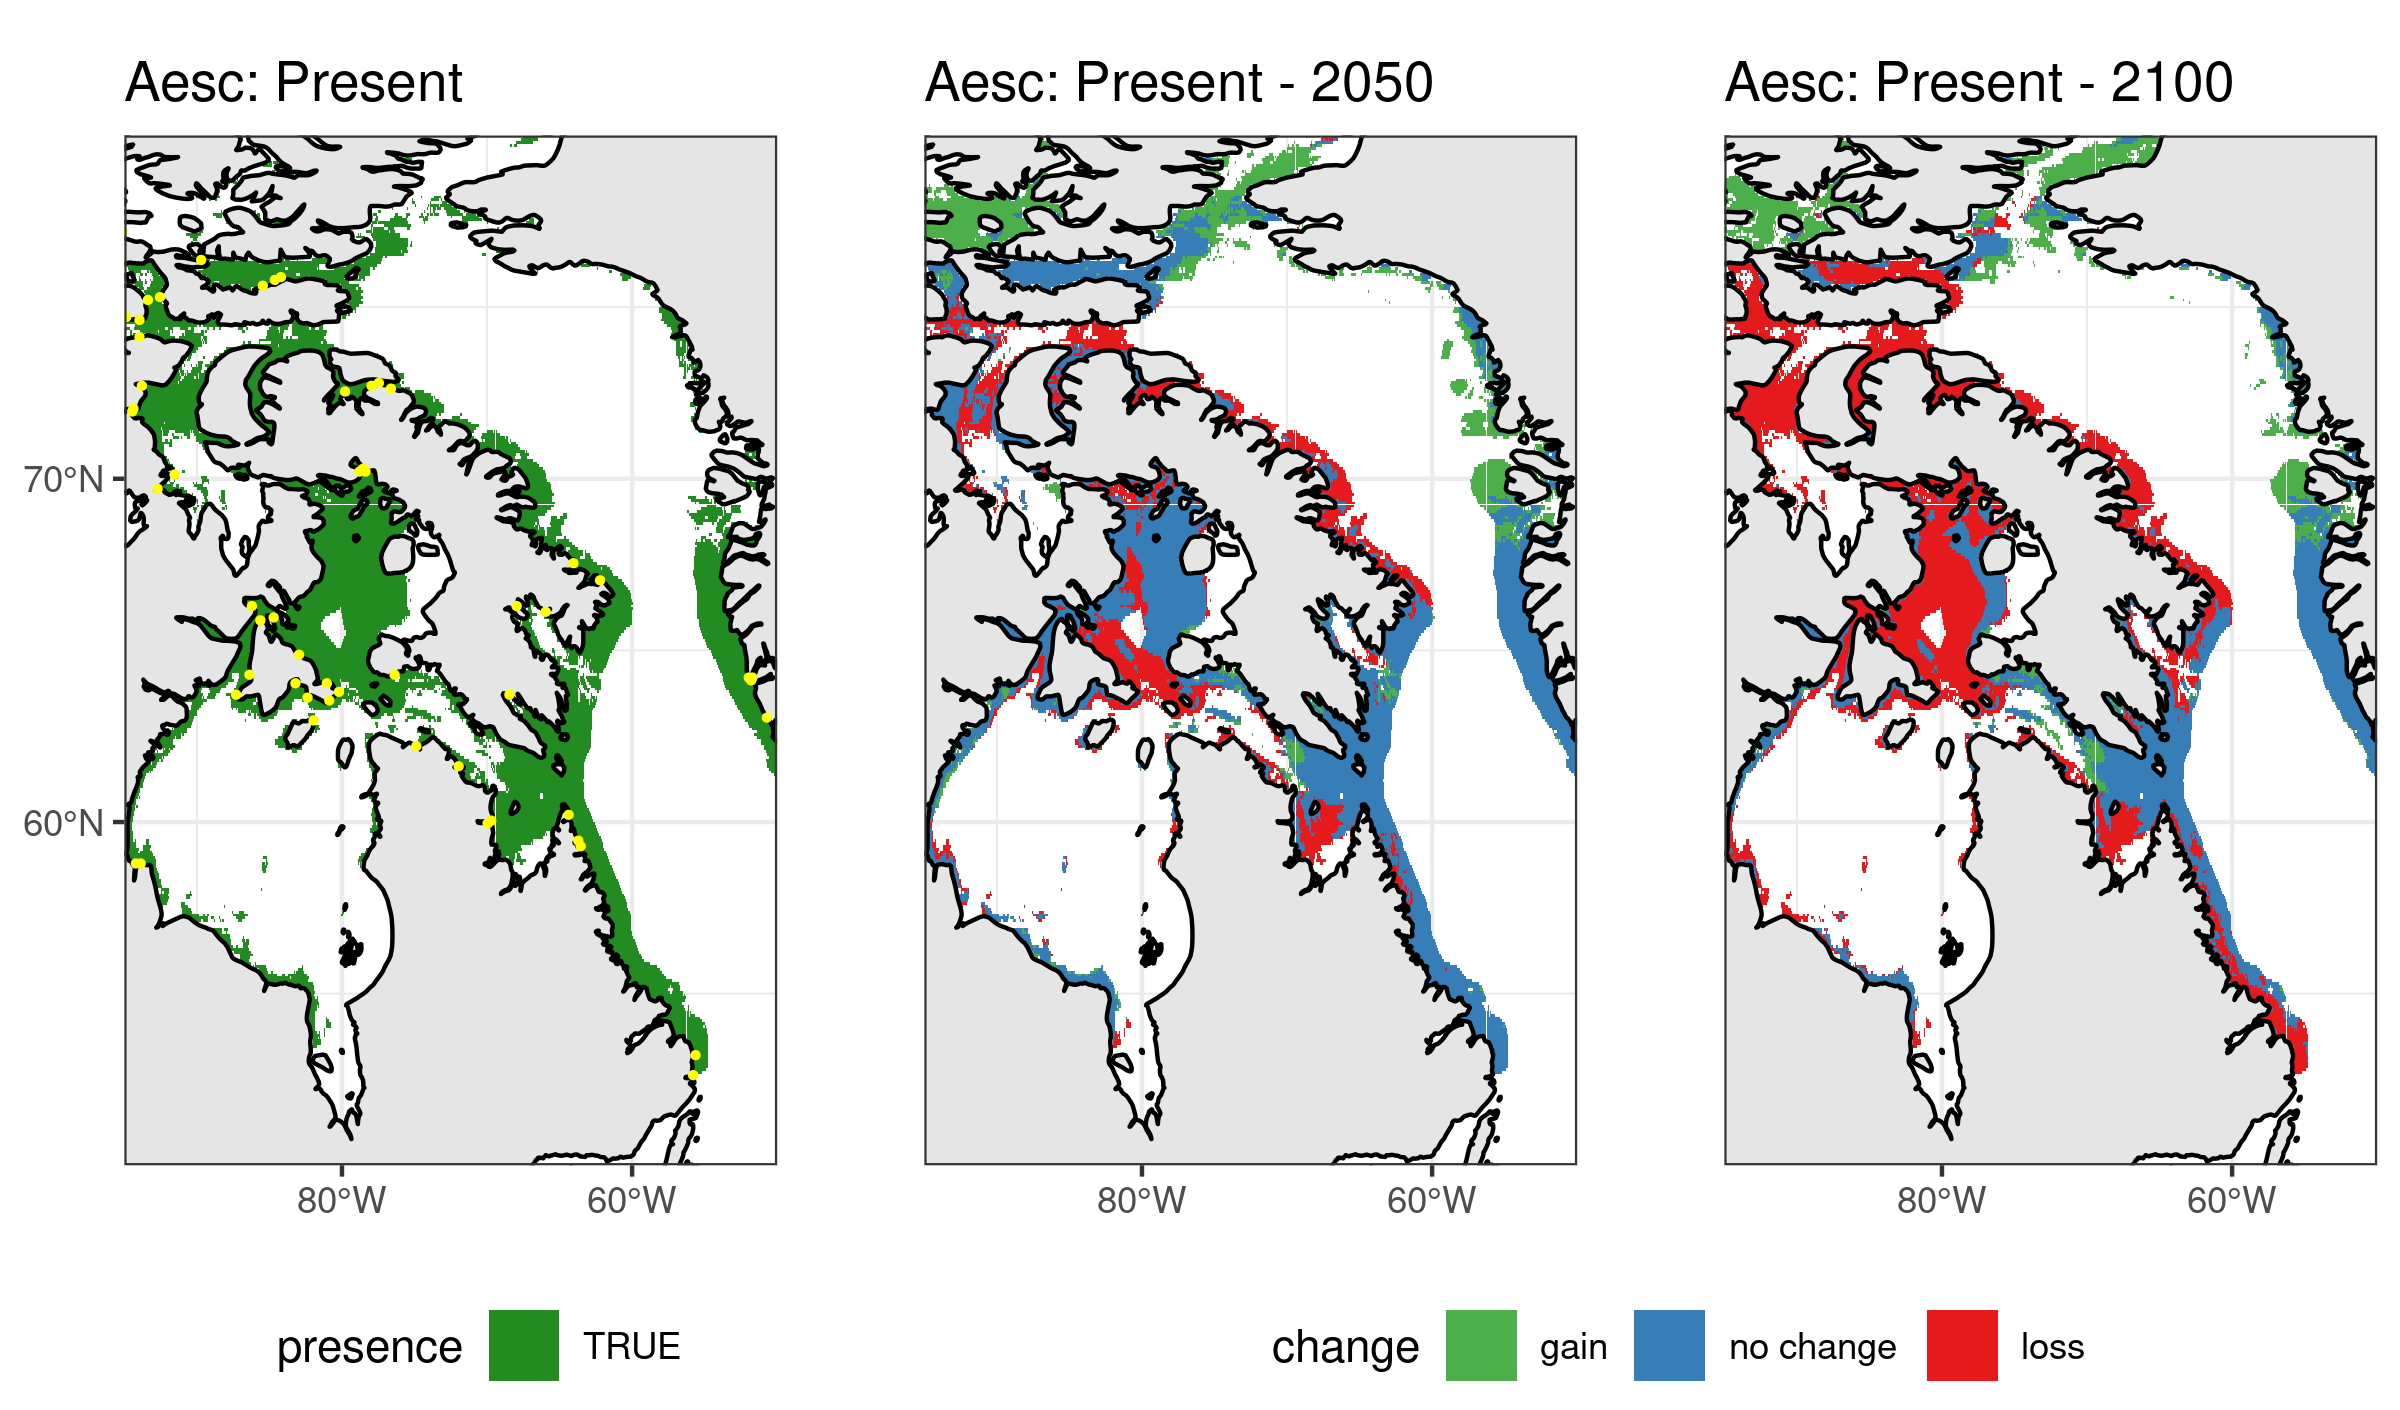 Aesc: Present
Aesc: Present - 2050
Aesc: Present - 2100
70°N
60°N
80°W
60°W
80°W
60°W
80°W
60°W
presence
TRUE
change
gain
no change
loss